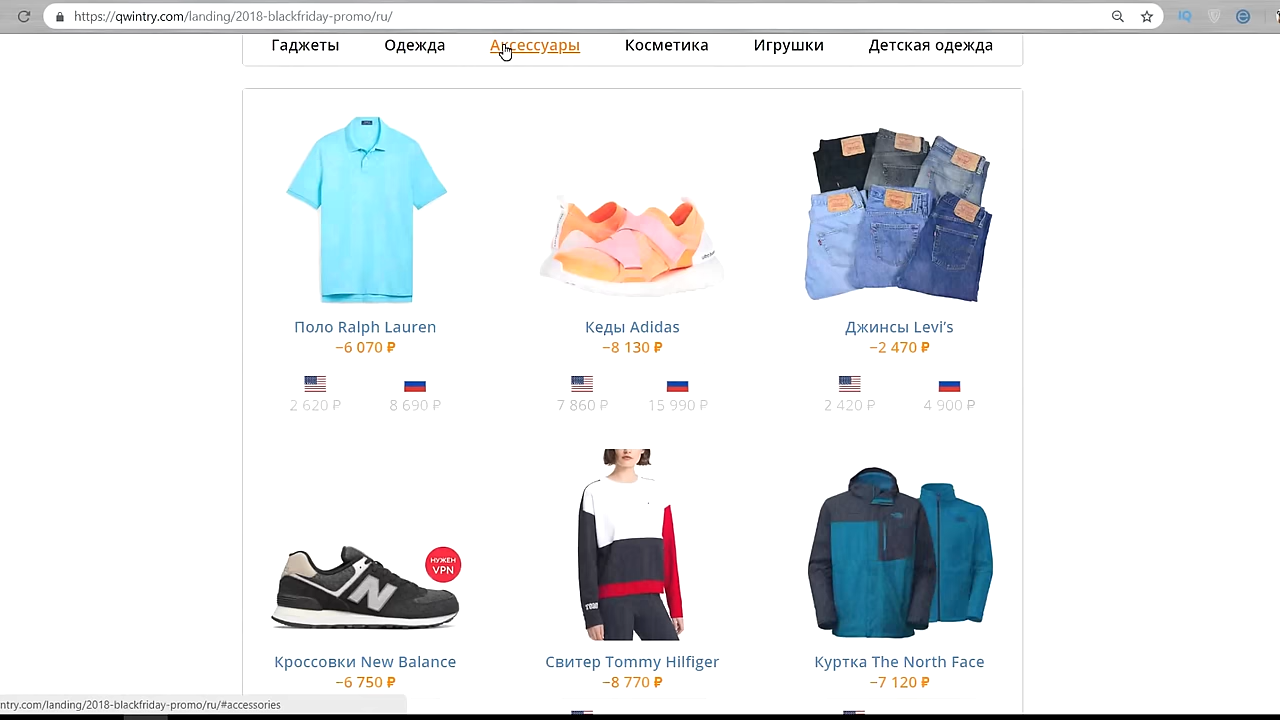 https://qwintry.com/landing/2018-blackfriday-promo/ru/
Гаджеты Одежда Аксессуары Косметика Игрушки Детская одежда
Поло Ralph Lauren Кеды Adidas Джинсы Levi’s
−6 070 ₽ −8 130 ₽ −2 470 ₽
2 620 ₽ 8 690 ₽ 7 860 ₽ 15 990 ₽ 2 420 ₽ 4 900 ₽
НУЖЕН
VPN
Кроссовки New Balance Свитер Tommy Hilfiger Куртка The North Face
−6 750 ₽ −8 770 ₽ −7 120 ₽
ntry.com/landing/2018-blackfriday-promo/ru/#accessories